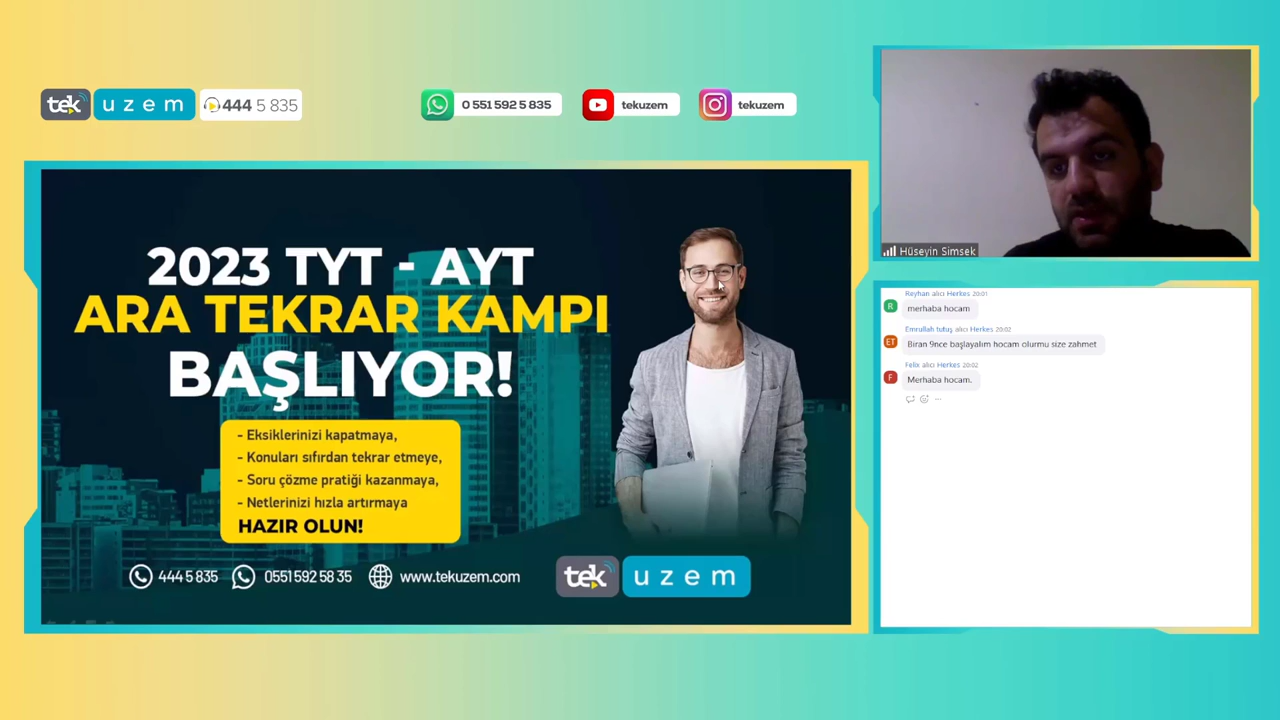 tek uzem 444 5 835
0 551 592 5 835
tekuzem
tekuzem
2023 TYT - AYT
ARA TEKRAR KAMPI
BAŞLIYOR!
- Eksiklerinizi kapatmaya,
- Konuları sıfırdan tekrar etmeye,
- Soru çözme pratiği kazanmaya,
- Netlerinizi hızla artırmaya
HAZIR OLUN!
444 5 835
0551 592 58 35
www.tekuzem.com
tek uzem
Hüseyin Simsek
Reyhan alıcı Herkes 20:01
R
merhaba hocam
Emrullah tutuş alıcı Herkes 20:02
ET
Biran 9nce başlayalım hocam olurmu size zahmet
Felix alıcı Herkes 20:02
F
Merhaba hocam.